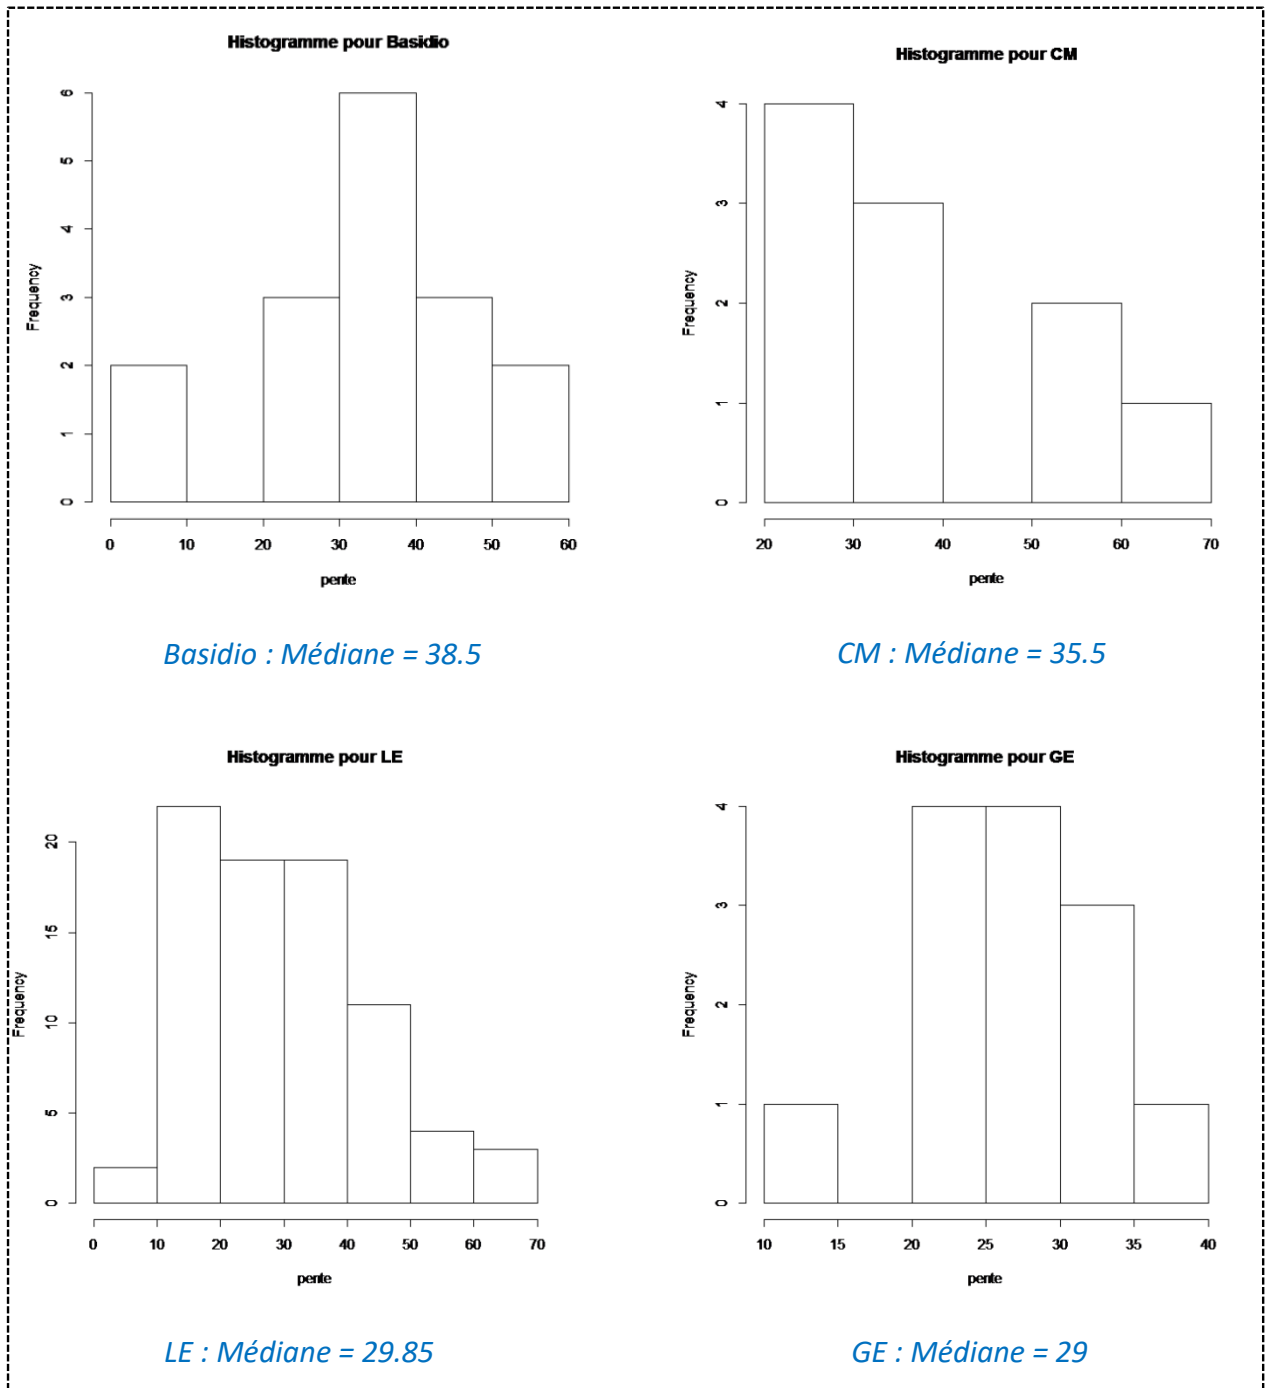 Histogramme pour Basidio
Frequency
6
5
4
3
2
1
0
0 10 20 30 40 50 60
pente
Basidio : Médiane = 38.5
Histogramme pour CM
Frequency
4
3
2
1
0
20 30 40 50 60 70
pente
CM : Médiane = 35.5
Histogramme pour LE
Frequency
20
15
10
5
0
0 10 20 30 40 50 60 70
pente
LE : Médiane = 29.85
Histogramme pour GE
Frequency
4
3
2
1
0
10 15 20 25 30 35 40
pente
GE : Médiane = 29